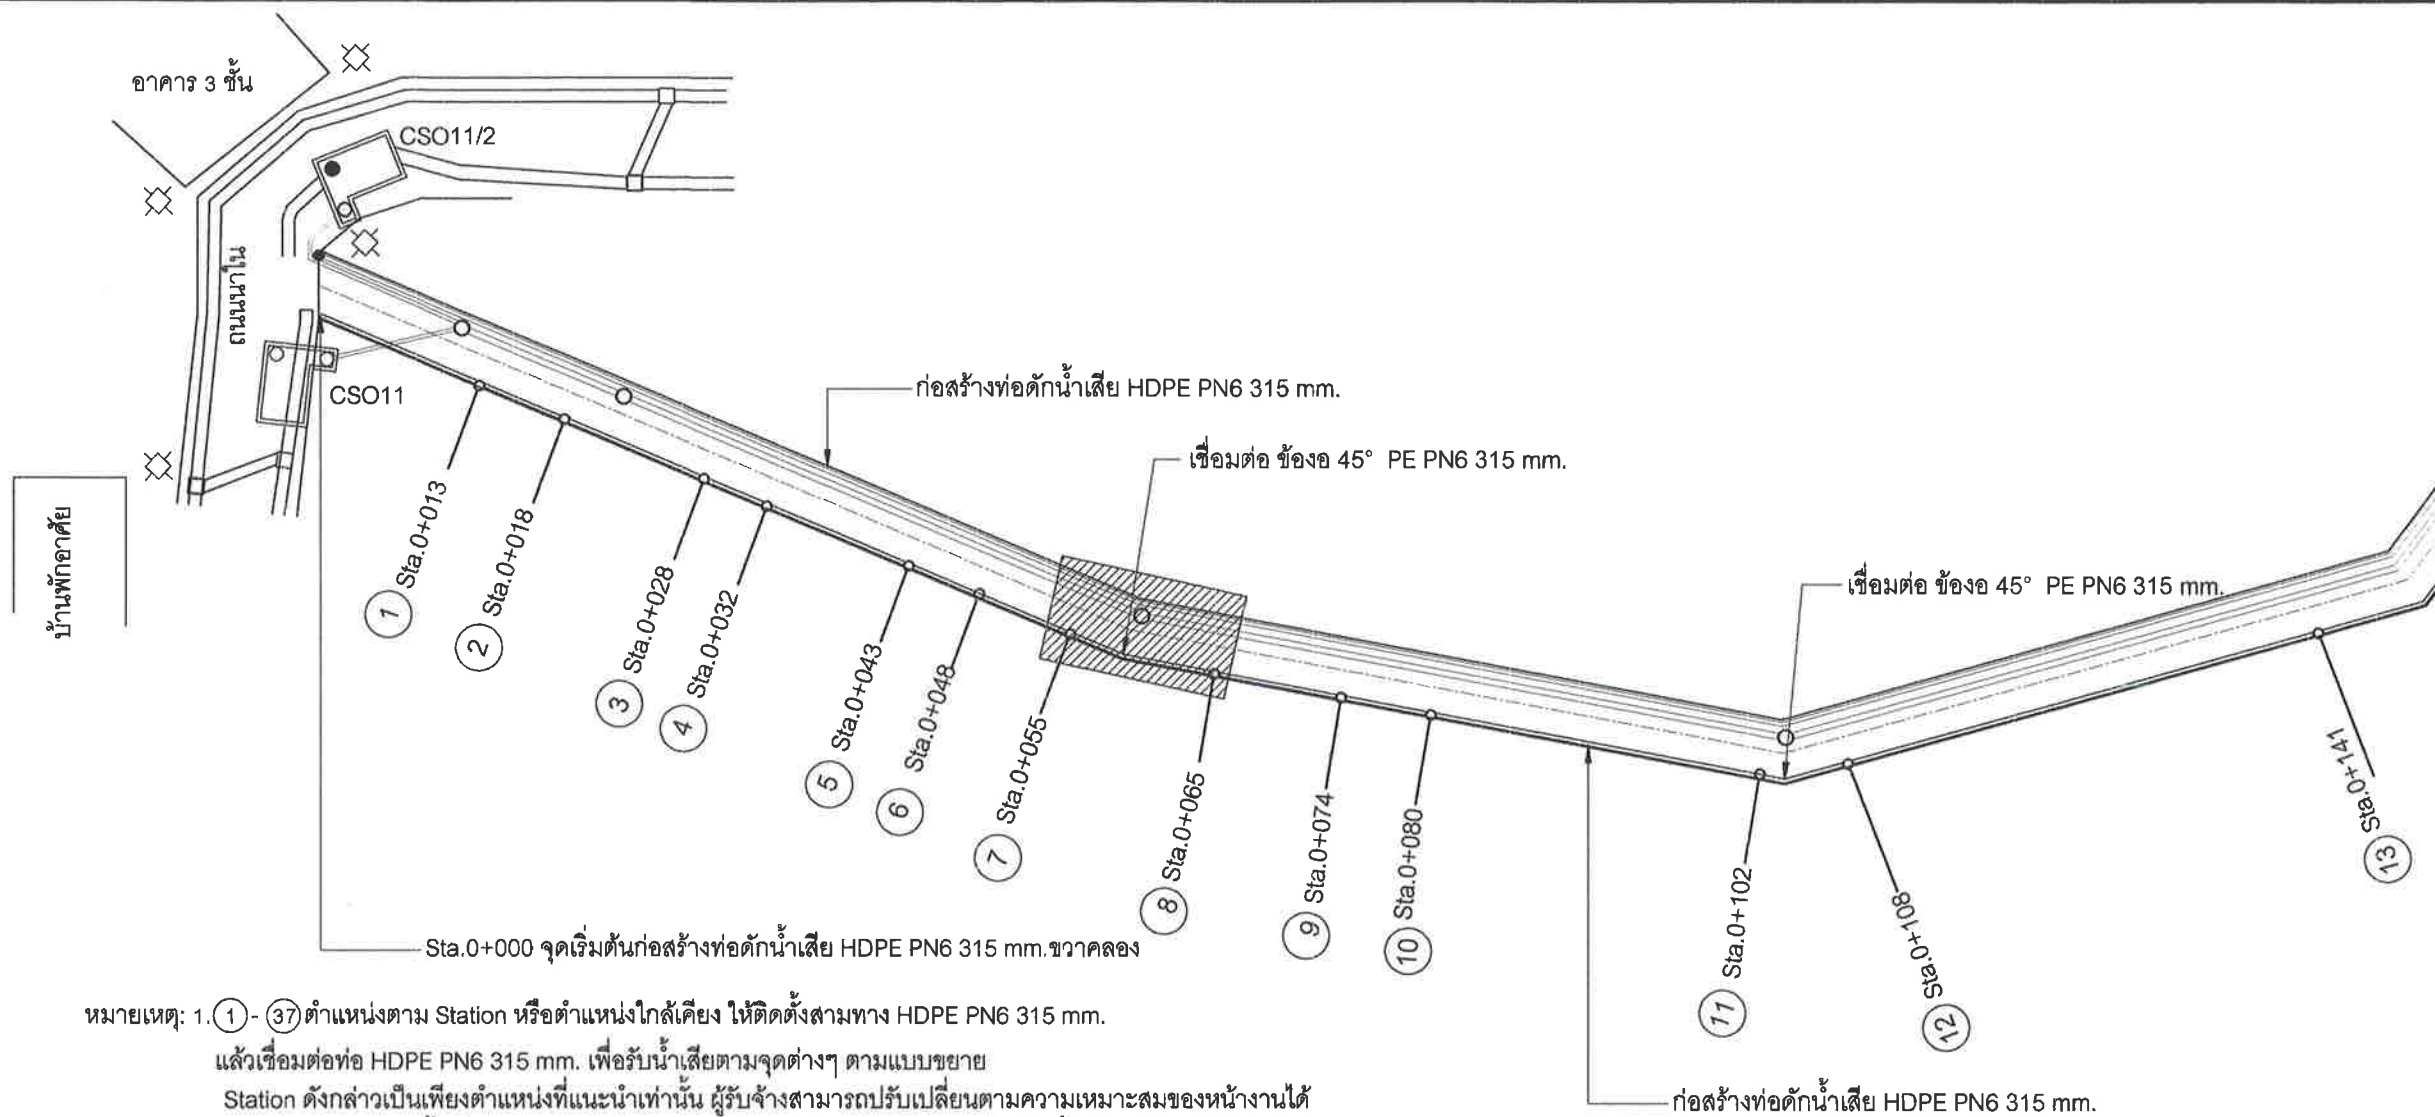 อาคาร 3 ชั้น
CSO11/2
ถนนนาใน
CSO11
บ้านพักอาศัย
ก่อสร้างท่อดักน้ำเสีย HDPE PN6 315 mm.
เชื่อมต่อ ข้องอ 45° PE PN6 315 mm.
เชื่อมต่อ ข้องอ 45° PE PN6 315 mm.
1 Sta.0+013
2 Sta.0+018
3 Sta.0+028
4 Sta.0+032
5 Sta.0+043
6 Sta.0+048
7 Sta.0+055
8 Sta.0+065
9 Sta.0+074
10 Sta.0+080
11 Sta.0+102
12 Sta.0+108
13 Sta.0+141
Sta.0+000 จุดเริ่มต้นก่อสร้างท่อดักน้ำเสีย HDPE PN6 315 mm.ขวาคลอง
หมายเหตุ: 1. 1 - 37 ตำแหน่งตาม Station หรือตำแหน่งใกล้เคียง ให้ติดตั้งสามทาง HDPE PN6 315 mm.
แล้วเชื่อมต่อท่อ HDPE PN6 315 mm. เพื่อรับน้ำเสียตามจุดต่างๆ ตามแบบขยาย
Station ดังกล่าวเป็นเพียงตำแหน่งที่แนะนำเท่านั้น ผู้รับจ้างสามารถปรับเปลี่ยนตามความเหมาะสมของหน้างานได้
ก่อสร้างท่อดักน้ำเสีย HDPE PN6 315 mm.